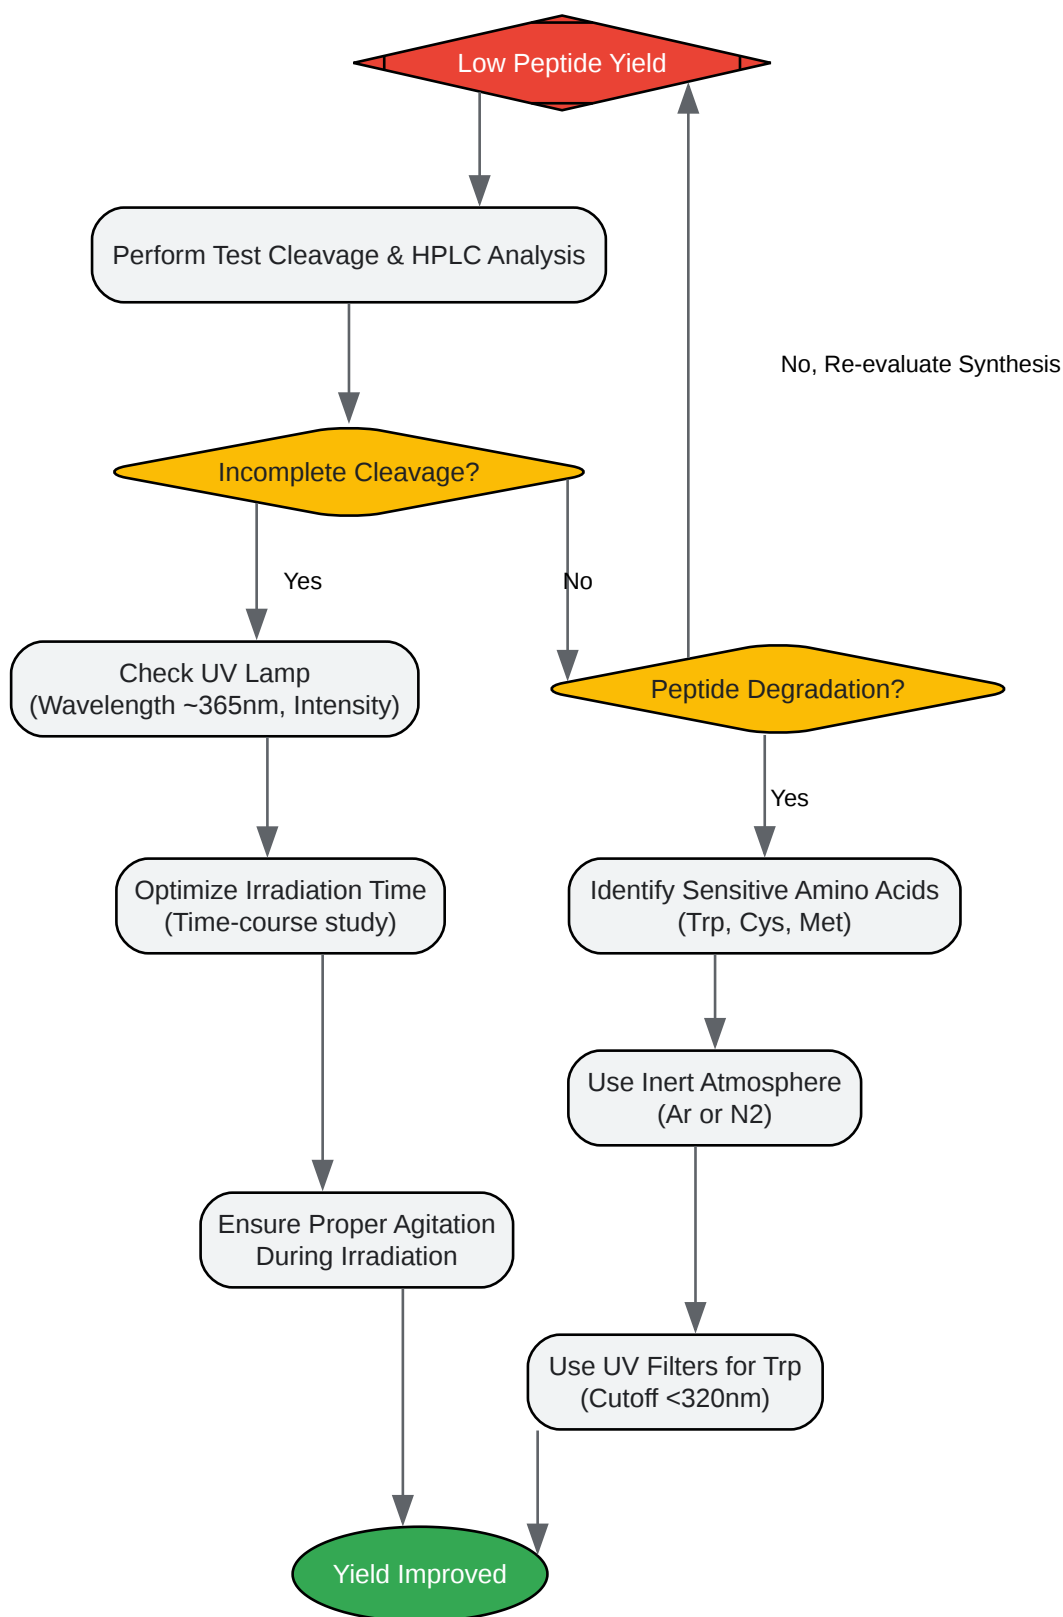 Low Peptide Yield
Perform Test Cleavage & HPLC Analysis
No, Re-evaluate Synthesis
Incomplete Cleavage?
Yes
No
Check UV Lamp
(Wavelength ~365nm, Intensity)
Peptide Degradation?
Yes
Optimize Irradiation Time
(Time-course study)
Identify Sensitive Amino Acids
(Trp, Cys, Met)
Use Inert Atmosphere
(Ar or N2)
Ensure Proper Agitation
During Irradiation
Use UV Filters for Trp
(Cutoff <320nm)
Yield Improved